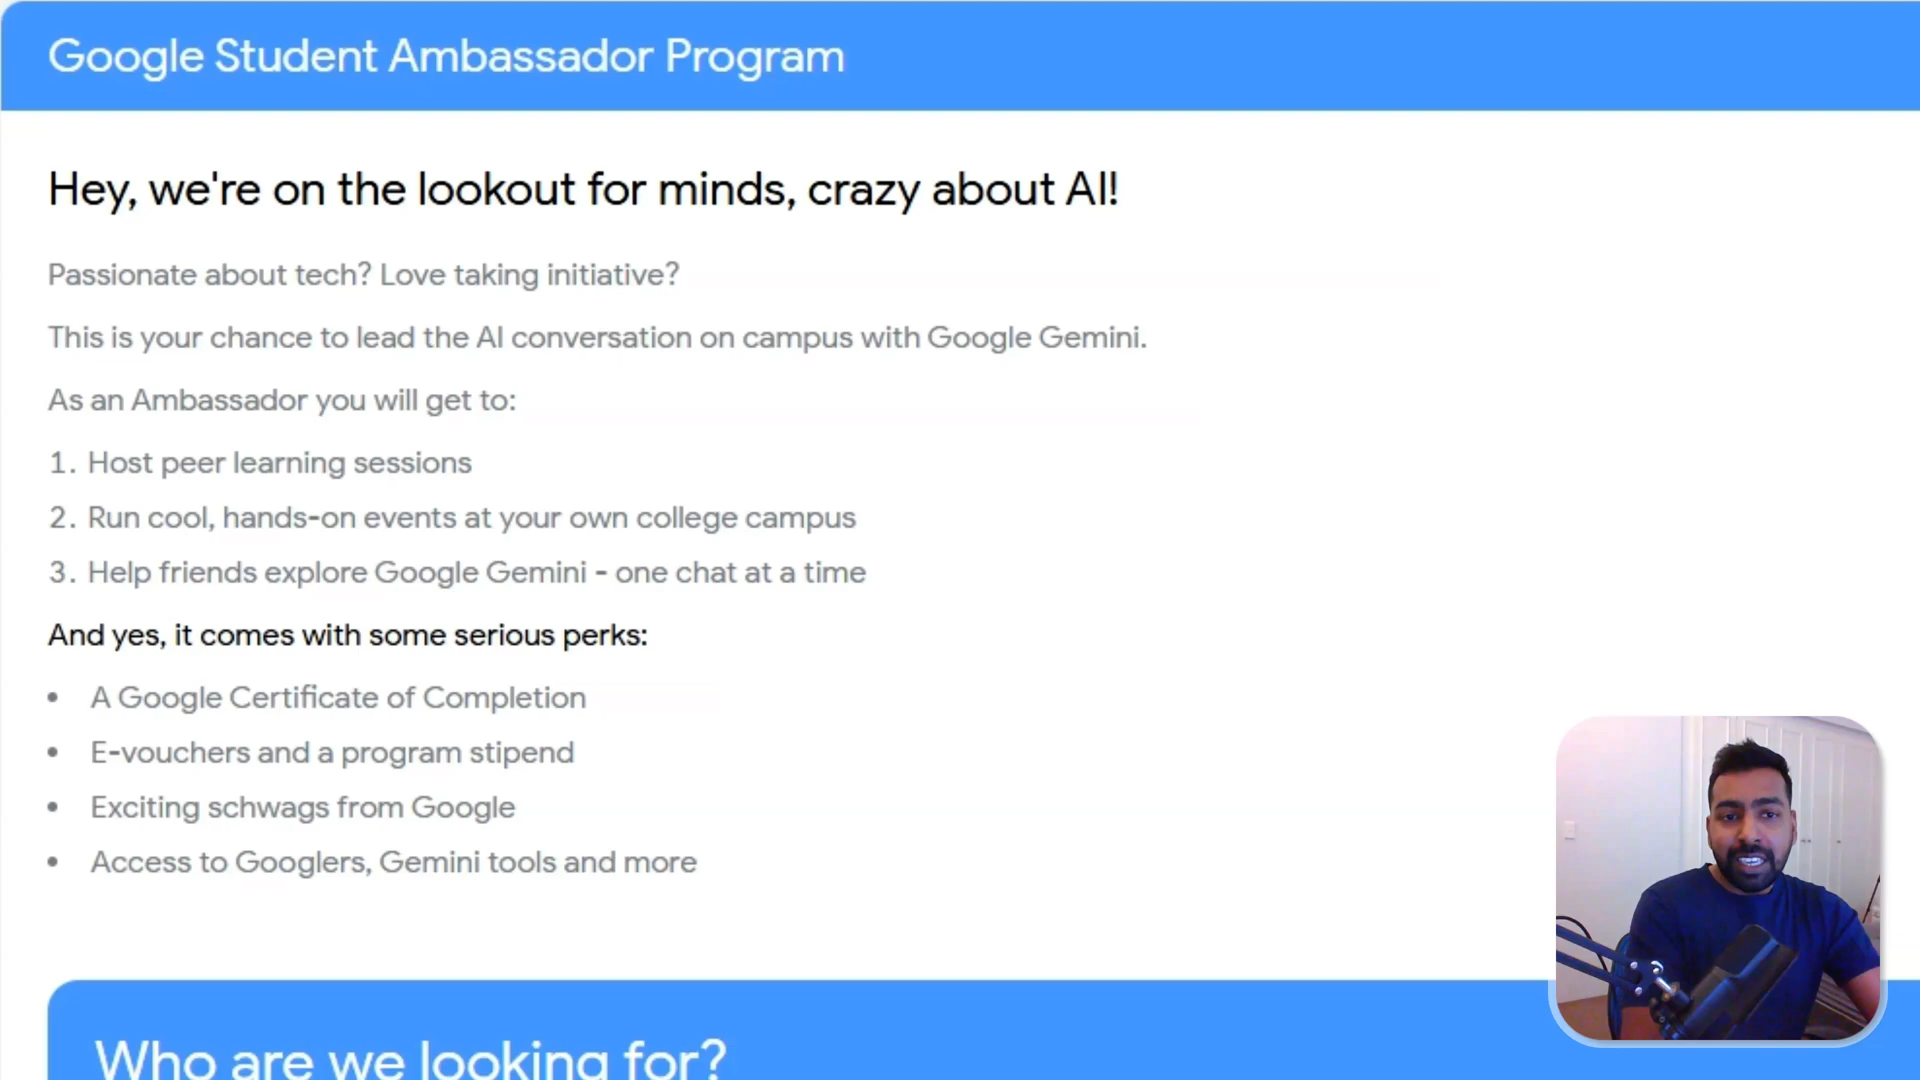 Google Student Ambassador Program
Hey, we're on the lookout for minds, crazy about AI!
Passionate about tech? Love taking initiative?
This is your chance to lead the AI conversation on campus with Google Gemini.
As an Ambassador you will get to:
1. Host peer learning sessions
2. Run cool, hands-on events at your own college campus
3. Help friends explore Google Gemini - one chat at a time
And yes, it comes with some serious perks:
• A Google Certificate of Completion
• E-vouchers and a program stipend
• Exciting schwags from Google
• Access to Googlers, Gemini tools and more
Who are we looking for?